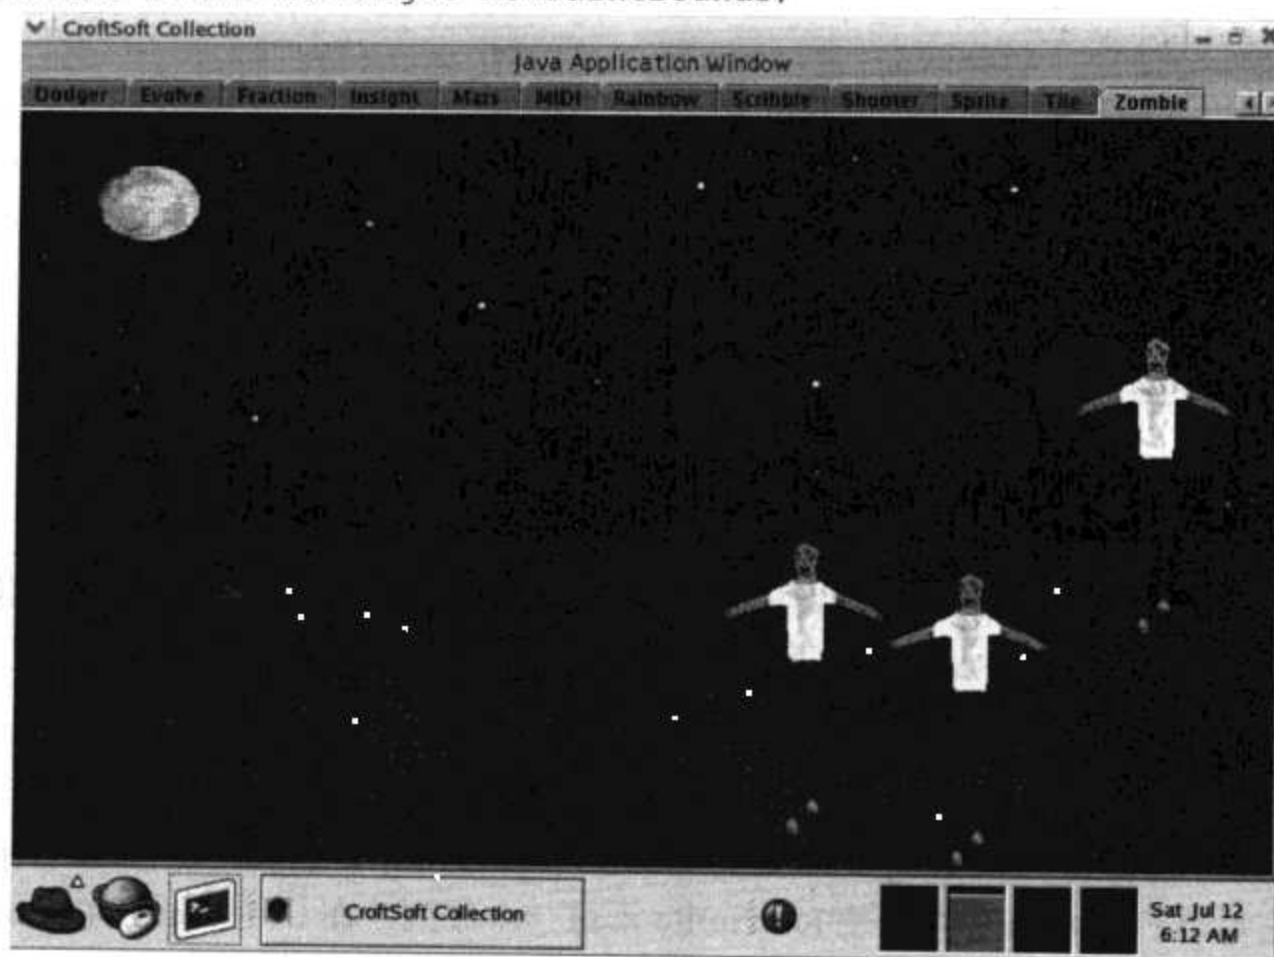 CroftSoft Collection
Java Application Window
Dodger Evolve Fraction Insight Mars MIDI Rainbow Scribble Shooter Sprite Tile Zombie
CroftSoft Collection
Sat Jul 12
6:12 AM